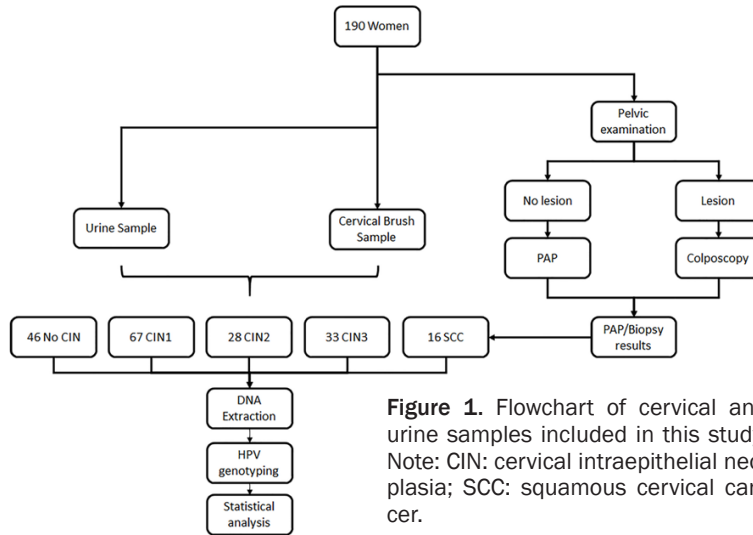 190 Women
Pelvic
examination
No lesion
Lesion
Urine Sample
Cervical Brush
Sample
PAP
Colposcopy
46 No CIN
67 CIN1
28 CIN2
33 CIN3
16 SCC
PAP/Biopsy
results
DNA
Extraction
HPV
genotyping
Statistical
analysis
Figure 1. Flowchart of cervical an
urine samples included in this stud
Note: CIN: cervical intraepithelial neo
plasia; SCC: squamous cervical can
cer.